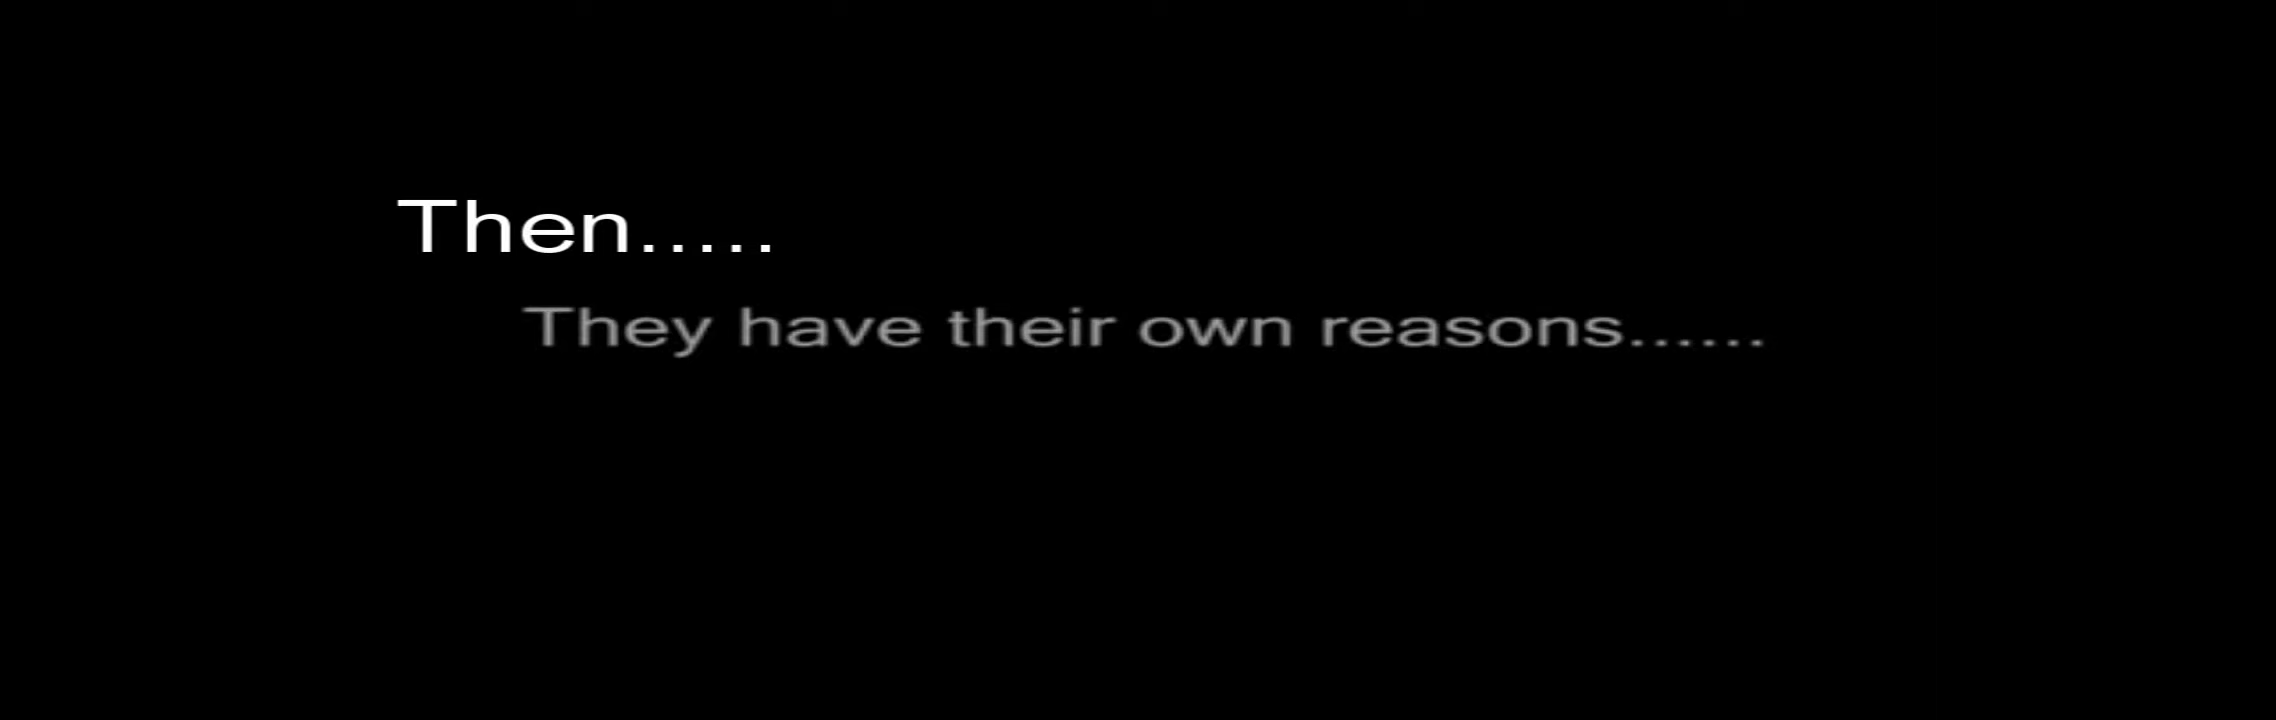 Then.....
They have their own reasons......